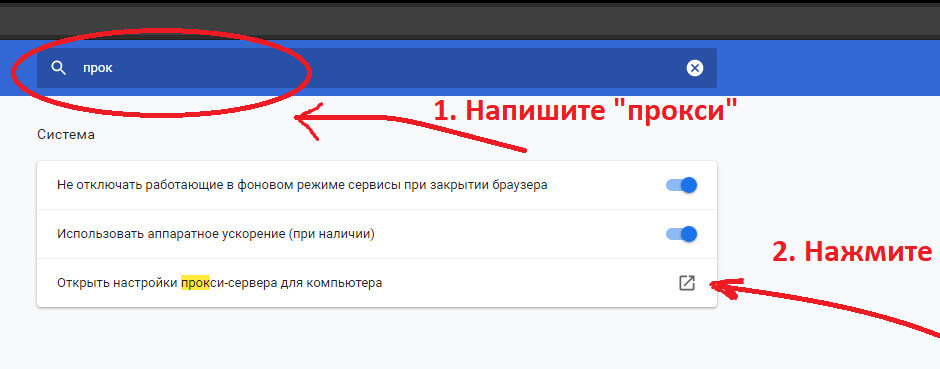 прок
1. Напишите "прокси"
Система
Не отключать работающие в фоновом режиме сервисы при закрытии браузера
Использовать аппаратное ускорение (при наличии)
2. Нажмите
Открыть настройки прокси-сервера для компьютера